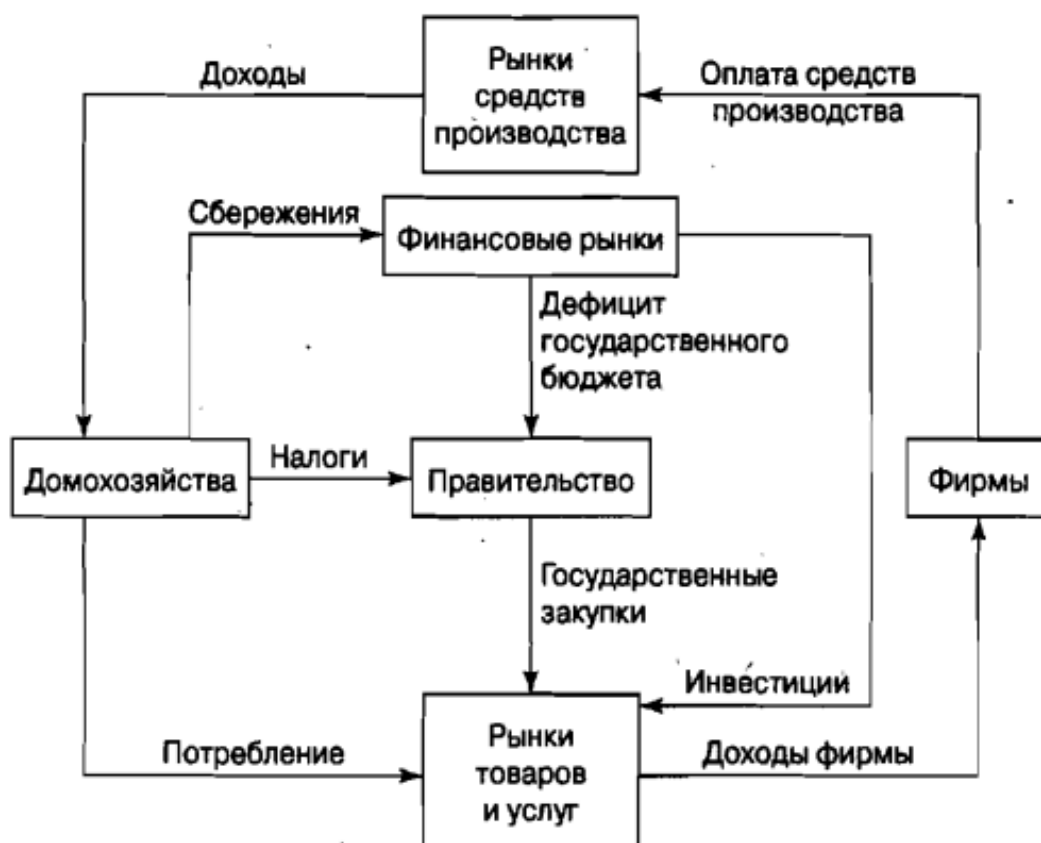 Доходы
Рынки
средств
производства
Оплата средств
производства
Сбережения
Финансовые рынки
Дефицит
государственного
бюджета
Домохозяйства
Налоги
Правительство
Фирмы
Государственные
закупки
Инвестиции
Потребление
Рынки
товаров
и услуг
Доходы фирмы